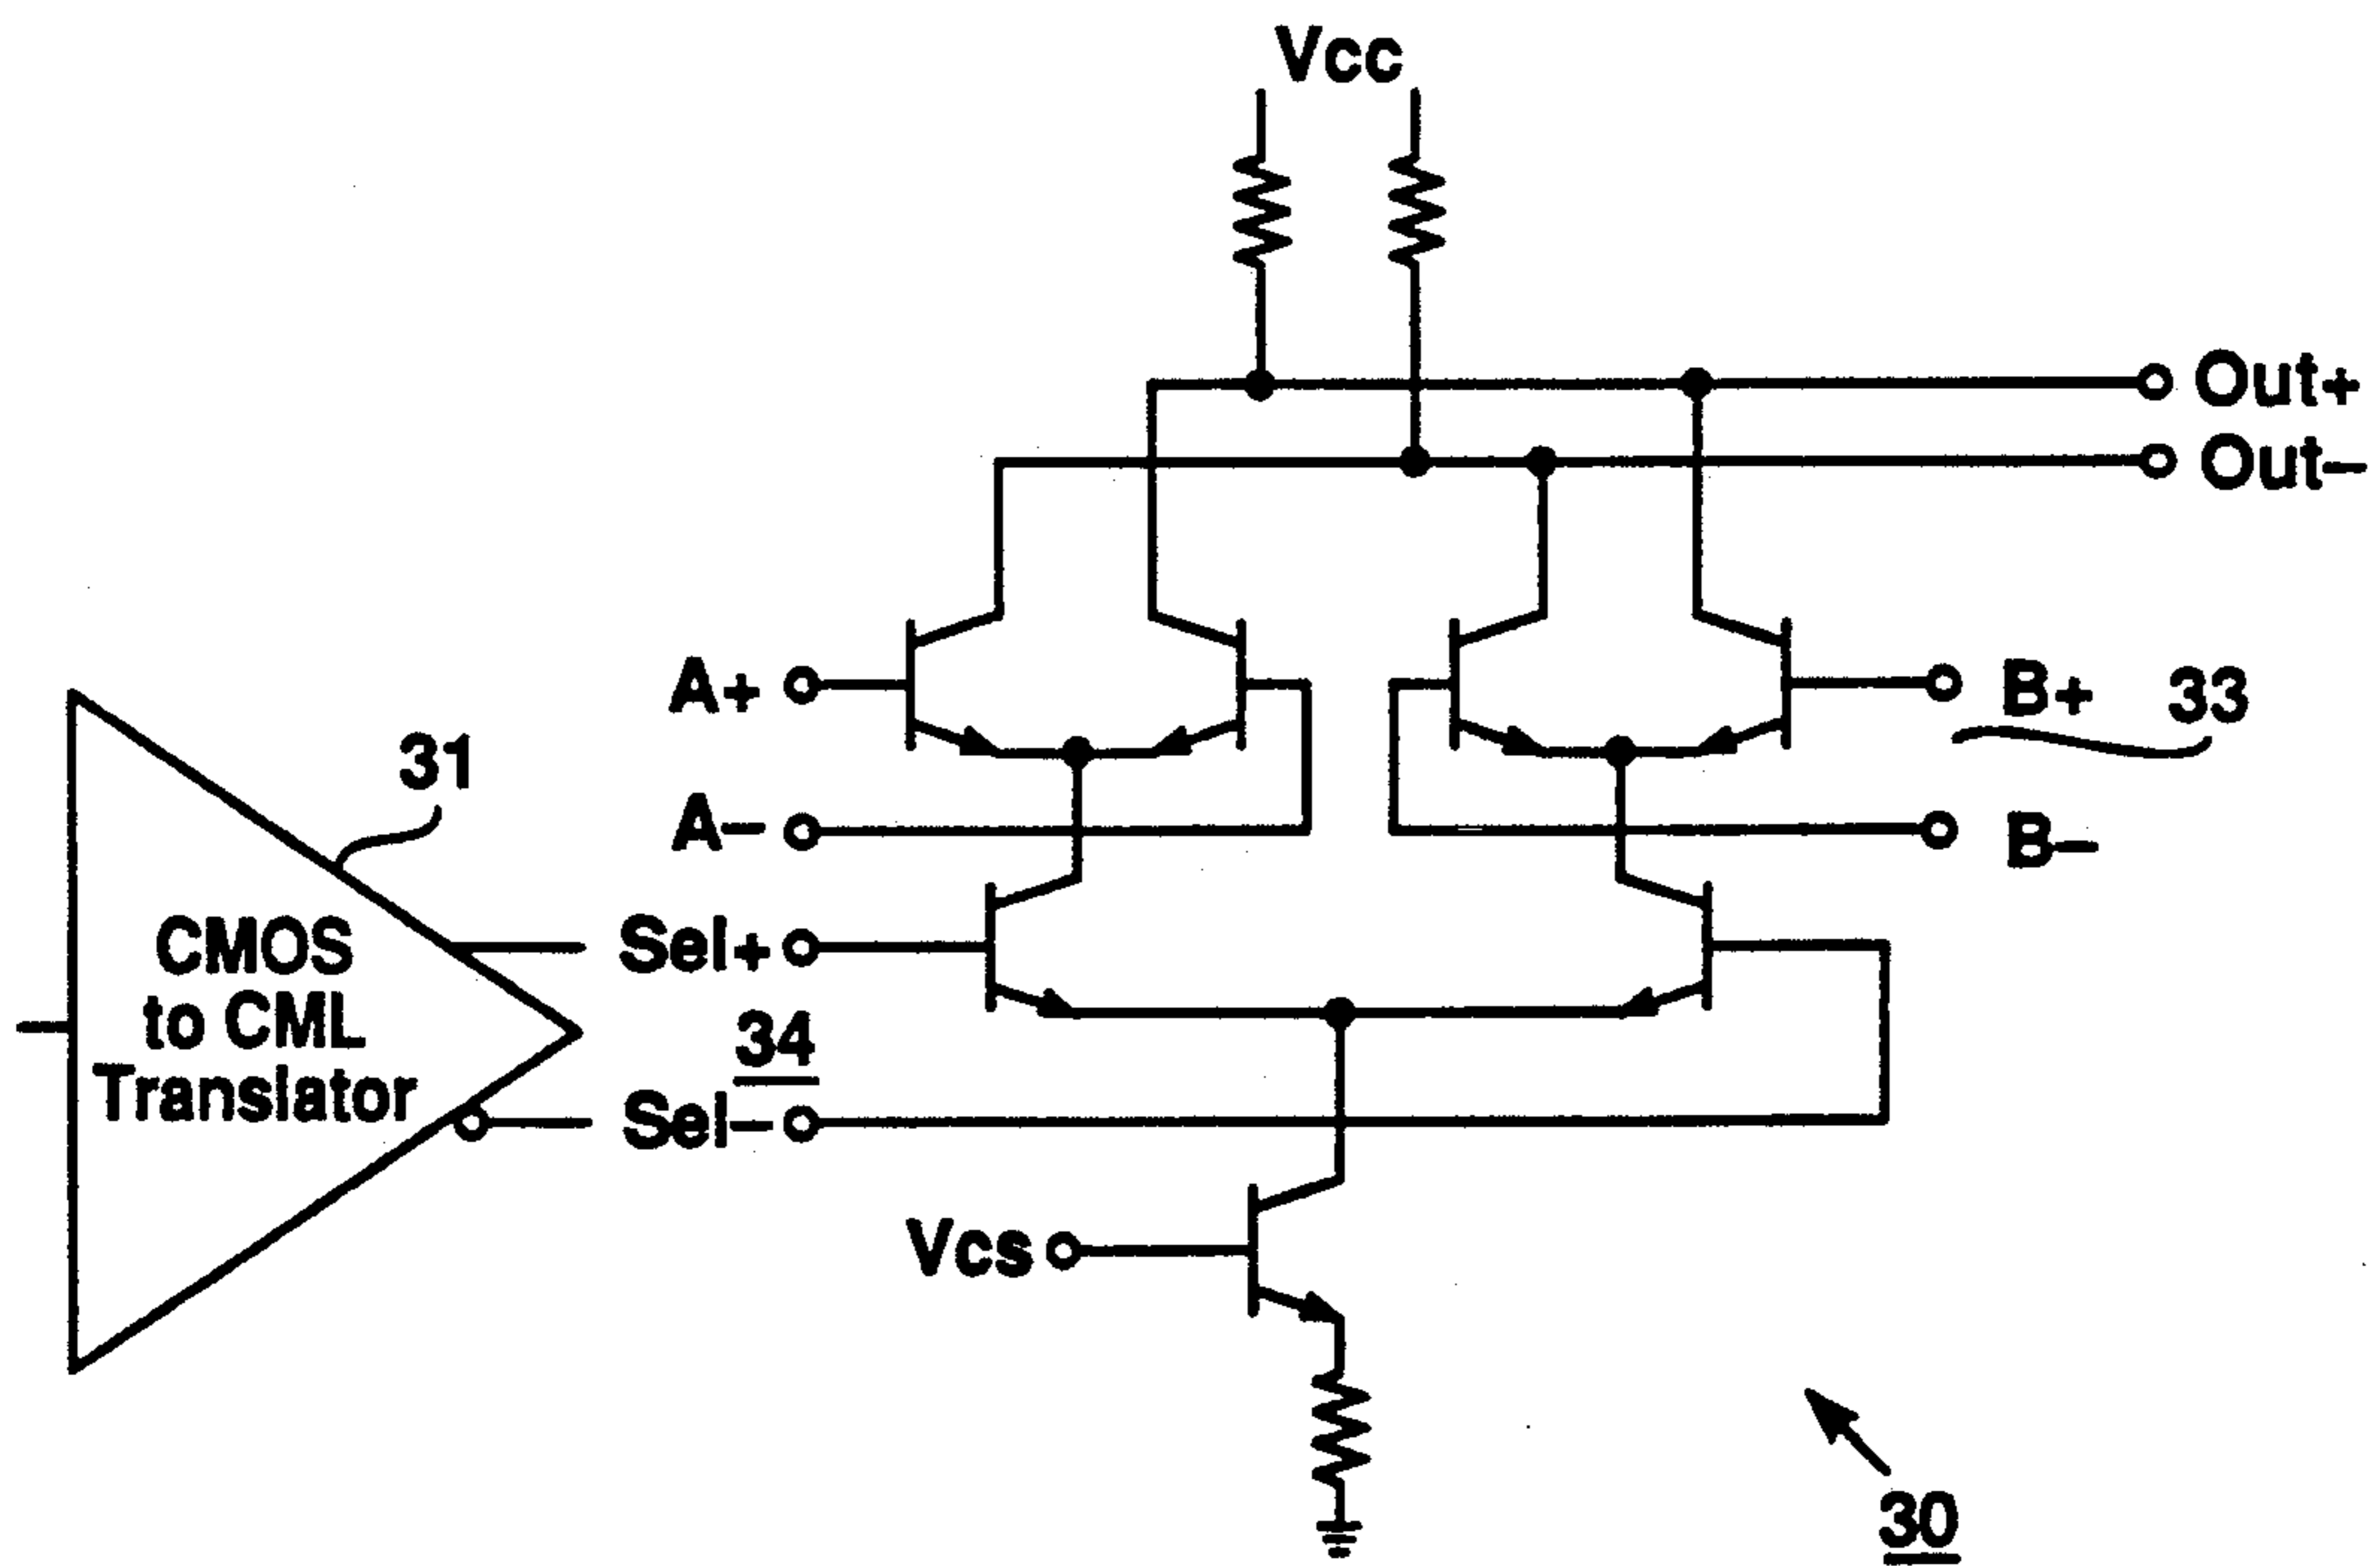 Vcc
Out+
Out−
A+
B+
33
31
A−
B−
CMOS
to CML
Translator
Sel+
34
Sel−
Vcs
30